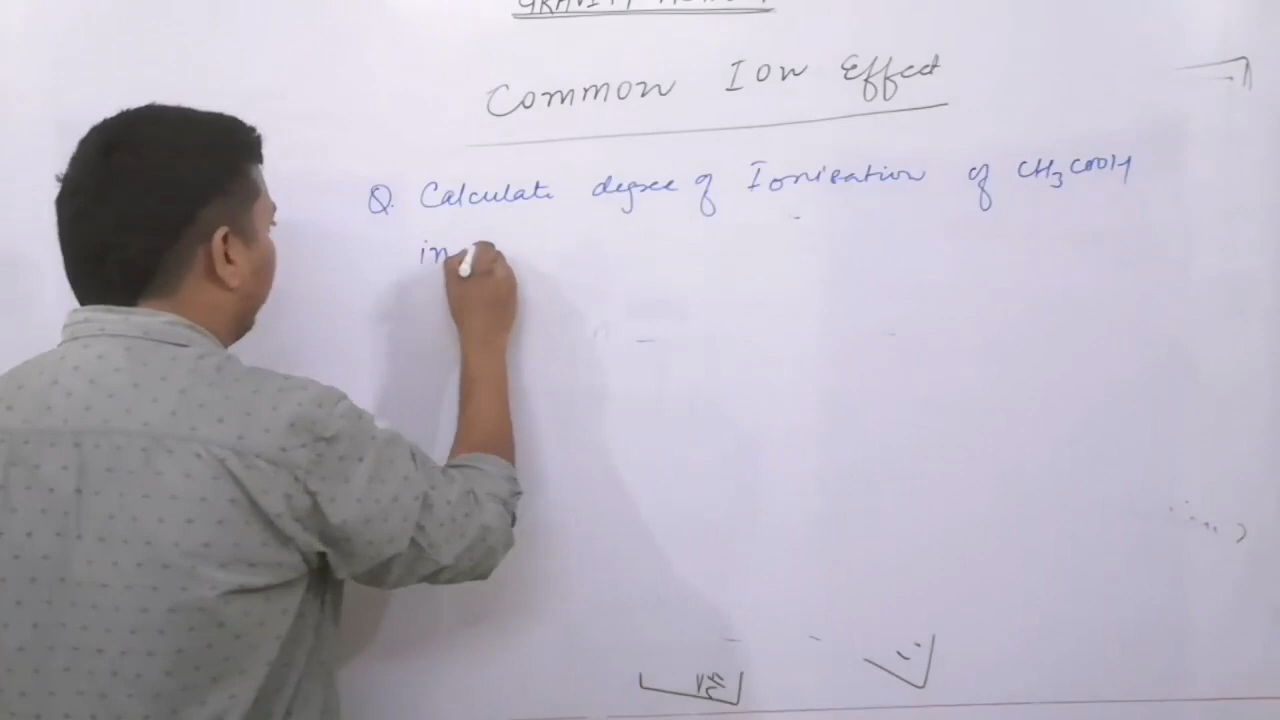 Common Ion Effect
Q. Calculate degree of Ionisation of CH3COOH
in